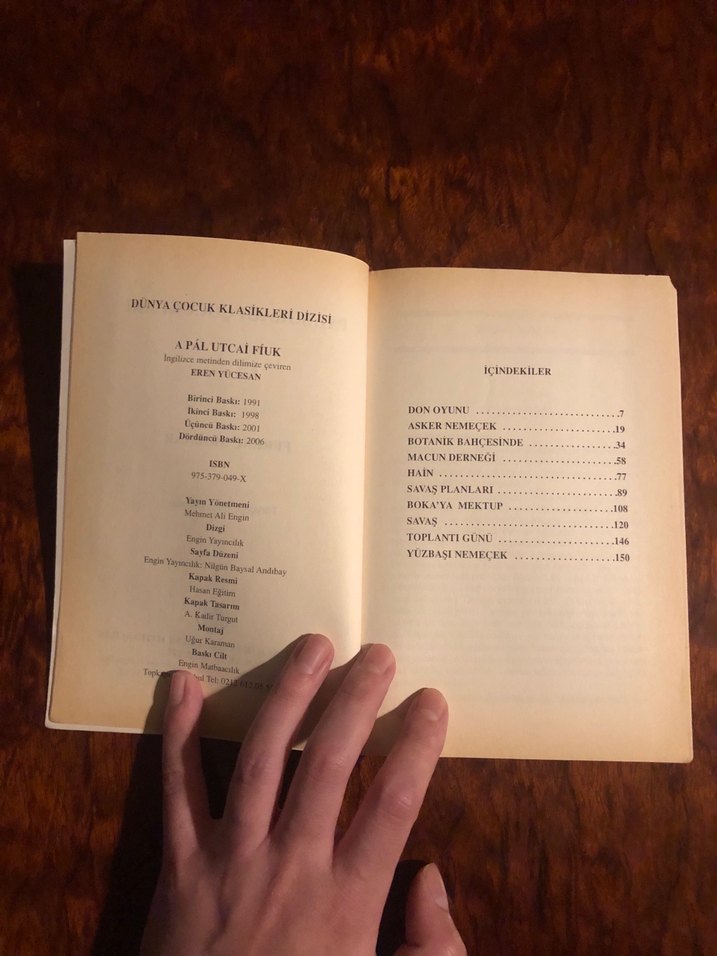 DÜNYA ÇOCUK KLASİKLERİ DİZİSİ
A PÁL UTCAI FİUK
İngilizce metinden dilimize çeviren
EREN YÜCESAN
Birinci Baskı: 1991
İkinci Baskı: 1998
Üçüncü Baskı: 2001
Dördüncü Baskı: 2006
ISBN
975-379-049-X
Yayın Yönetmeni
Mehmet Ali Engin
Dizgi
Engin Yayıncılık
Sayfa Düzeni
Engin Yayıncılık: Nilgün Baysal Andıbay
Kapak Resmi
Hasan Eğitim
Kapak Tasarım
A. Kadir Turgut
Montaj
Uğur Karaman
Baskı Cilt
Engin Matbaacılık
Tel: 0212 612 05
İÇİNDEKİLER
DON OYUNU ..............................7
ASKER NEMEÇEK .........................19
BOTANİK BAHÇESİNDE ...................34
MACUN DERNEĞİ .........................58
HAİN ......................................77
SAVAŞ PLANLARI .........................89
BOKA'YA MEKTUP .......................108
SAVAŞ ....................................120
TOPLANTI GÜNÜ .........................146
YÜZBAŞI NEMEÇEK .....................150